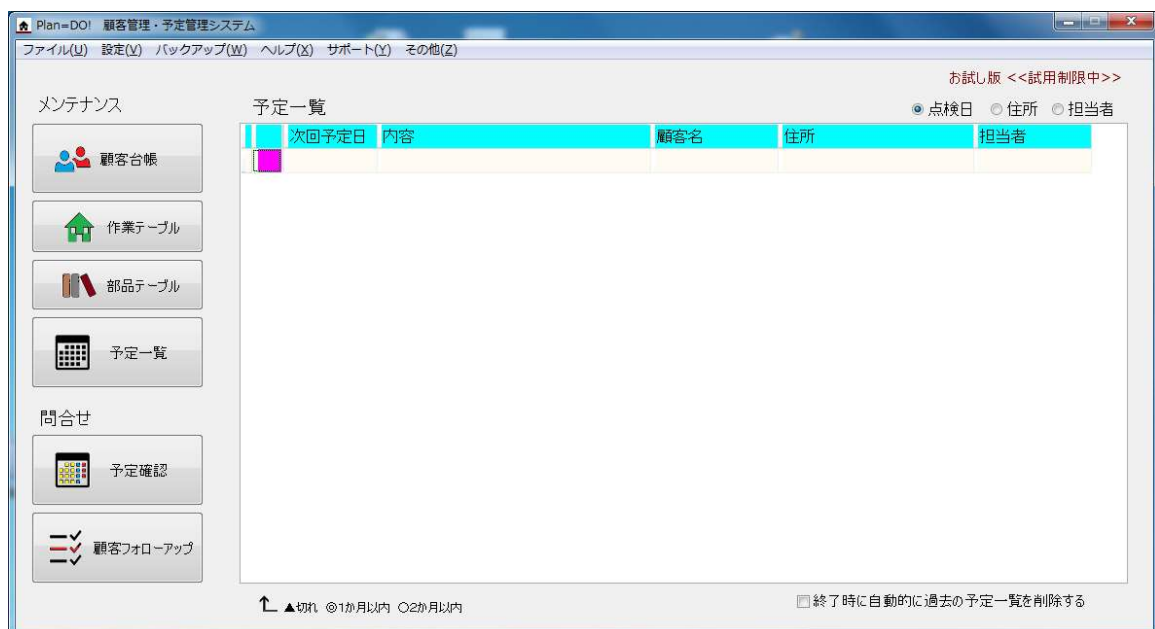 Plan=DO! 顧客管理・予定管理システム
ファイル(U) 設定(V) バックアップ(W) ヘルプ(X) サポート(Y) その他(Z)
お試し版 <<試用制限中>>
メンテナンス
予定一覧
点検日 住所 担当者
次回予定日 内容 顧客名 住所 担当者
顧客台帳
作業テーブル
部品テーブル
予定一覧
問合せ
予定確認
顧客フォローアップ
▲切れ ◎1か月以内 ○2か月以内
終了時に自動的に過去の予定一覧を削除する